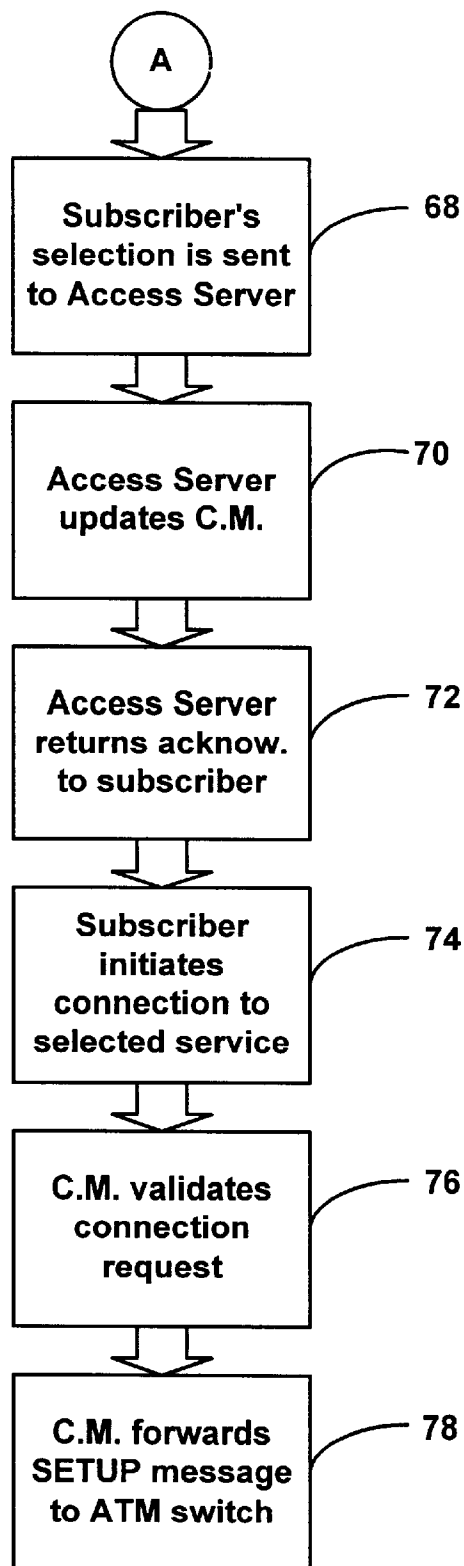 A
Subscriber's
selection is sent
to Access Server
68
Access Server
updates C.M.
70
Access Server
returns acknow.
to subscriber
72
Subscriber
initiates
connection to
selected service
74
C.M. validates
connection
request
76
C.M. forwards
SETUP message
to ATM switch
78